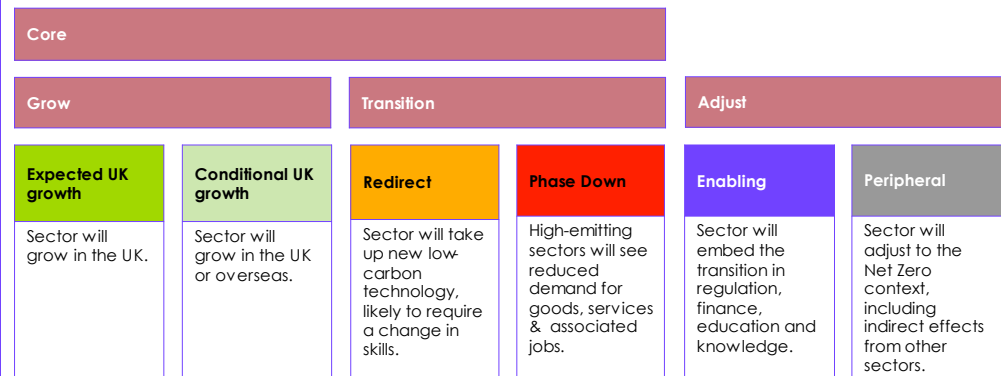 Core
Grow
Transition
Adjust
Expected UK
growth
Conditional UK
growth
Redirect
Phase Down
Enabling
Peripheral
Sector will
grow in the UK.
Sector will
grow in the UK
or overseas.
Sector will take
up new low-
carbon
technology,
likely to require
a change in
skills.
High-emitting
sectors will see
reduced
demand for
goods, services
& associated
jobs.
Sector will
embed the
transition in
regulation,
finance,
education and
knowledge.
Sector will
adjust to the
Net Zero
context,
including
indirect effects
from other
sectors.